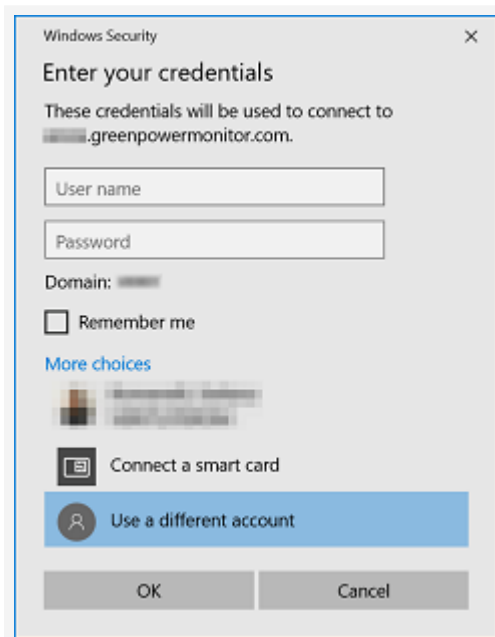 Windows Security
Enter your credentials
These credentials will be used to connect to
.greenpowermonitor.com.
User name
Password
Domain:
Remember me
More choices
Connect a smart card
Use a different account
OK
Cancel